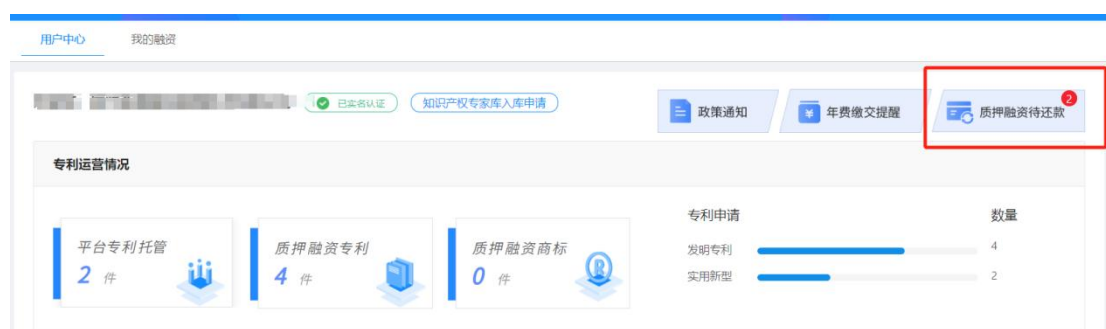 用户中心 我的融资
已实名认证 知识产权专家库入库申请 政策通知 年费缴交提醒 质押融资待还款 2
专利运营情况
专利申请 数量
平台专利托管 质押融资专利 质押融资商标
发明专利 4
2 件 4 件 0 件
实用新型 2